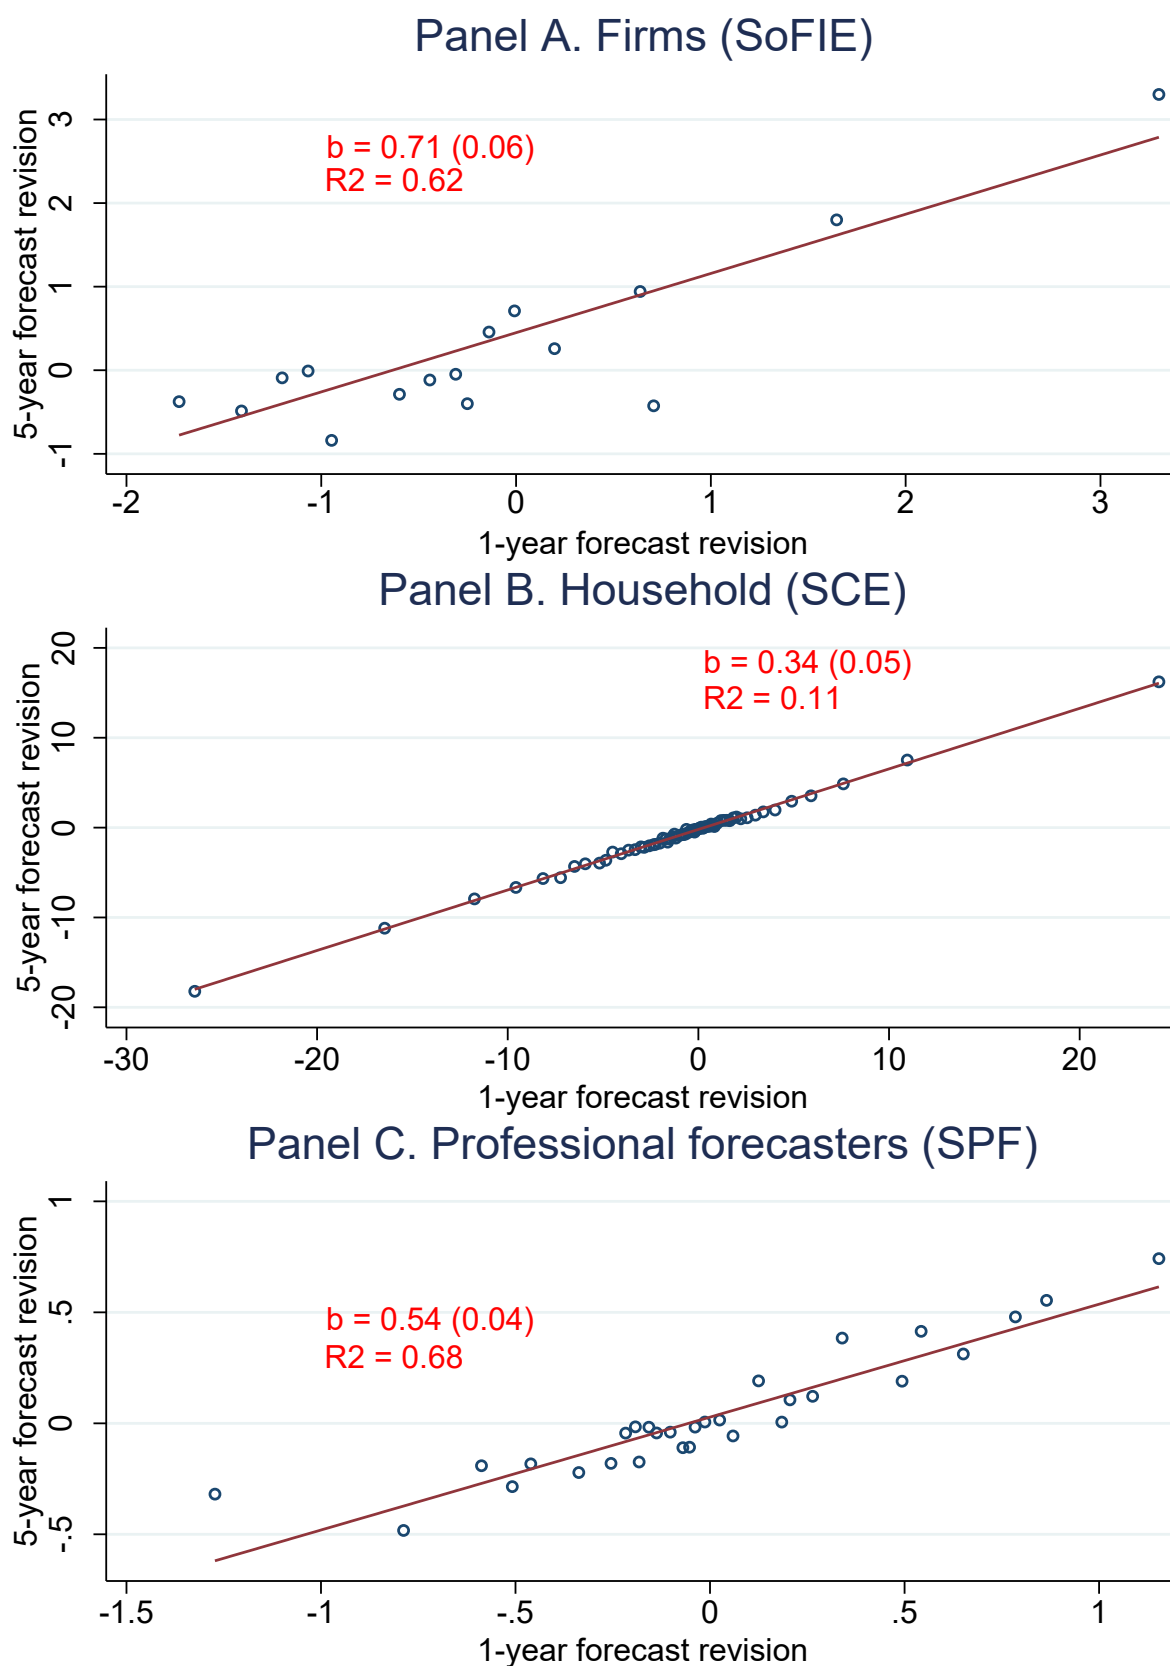 Panel A. Firms (SoFIE)
5-year forecast revision
3
2
1
0
-1
b = 0.71 (0.06)
R2 = 0.62
-2 -1 0 1 2 3
1-year forecast revision
Panel B. Household (SCE)
5-year forecast revision
20
10
0
-10
-20
b = 0.34 (0.05)
R2 = 0.11
-30 -20 -10 0 10 20
1-year forecast revision
Panel C. Professional forecasters (SPF)
5-year forecast revision
1
.5
0
-.5
b = 0.54 (0.04)
R2 = 0.68
-1.5 -1 -.5 0 .5 1
1-year forecast revision